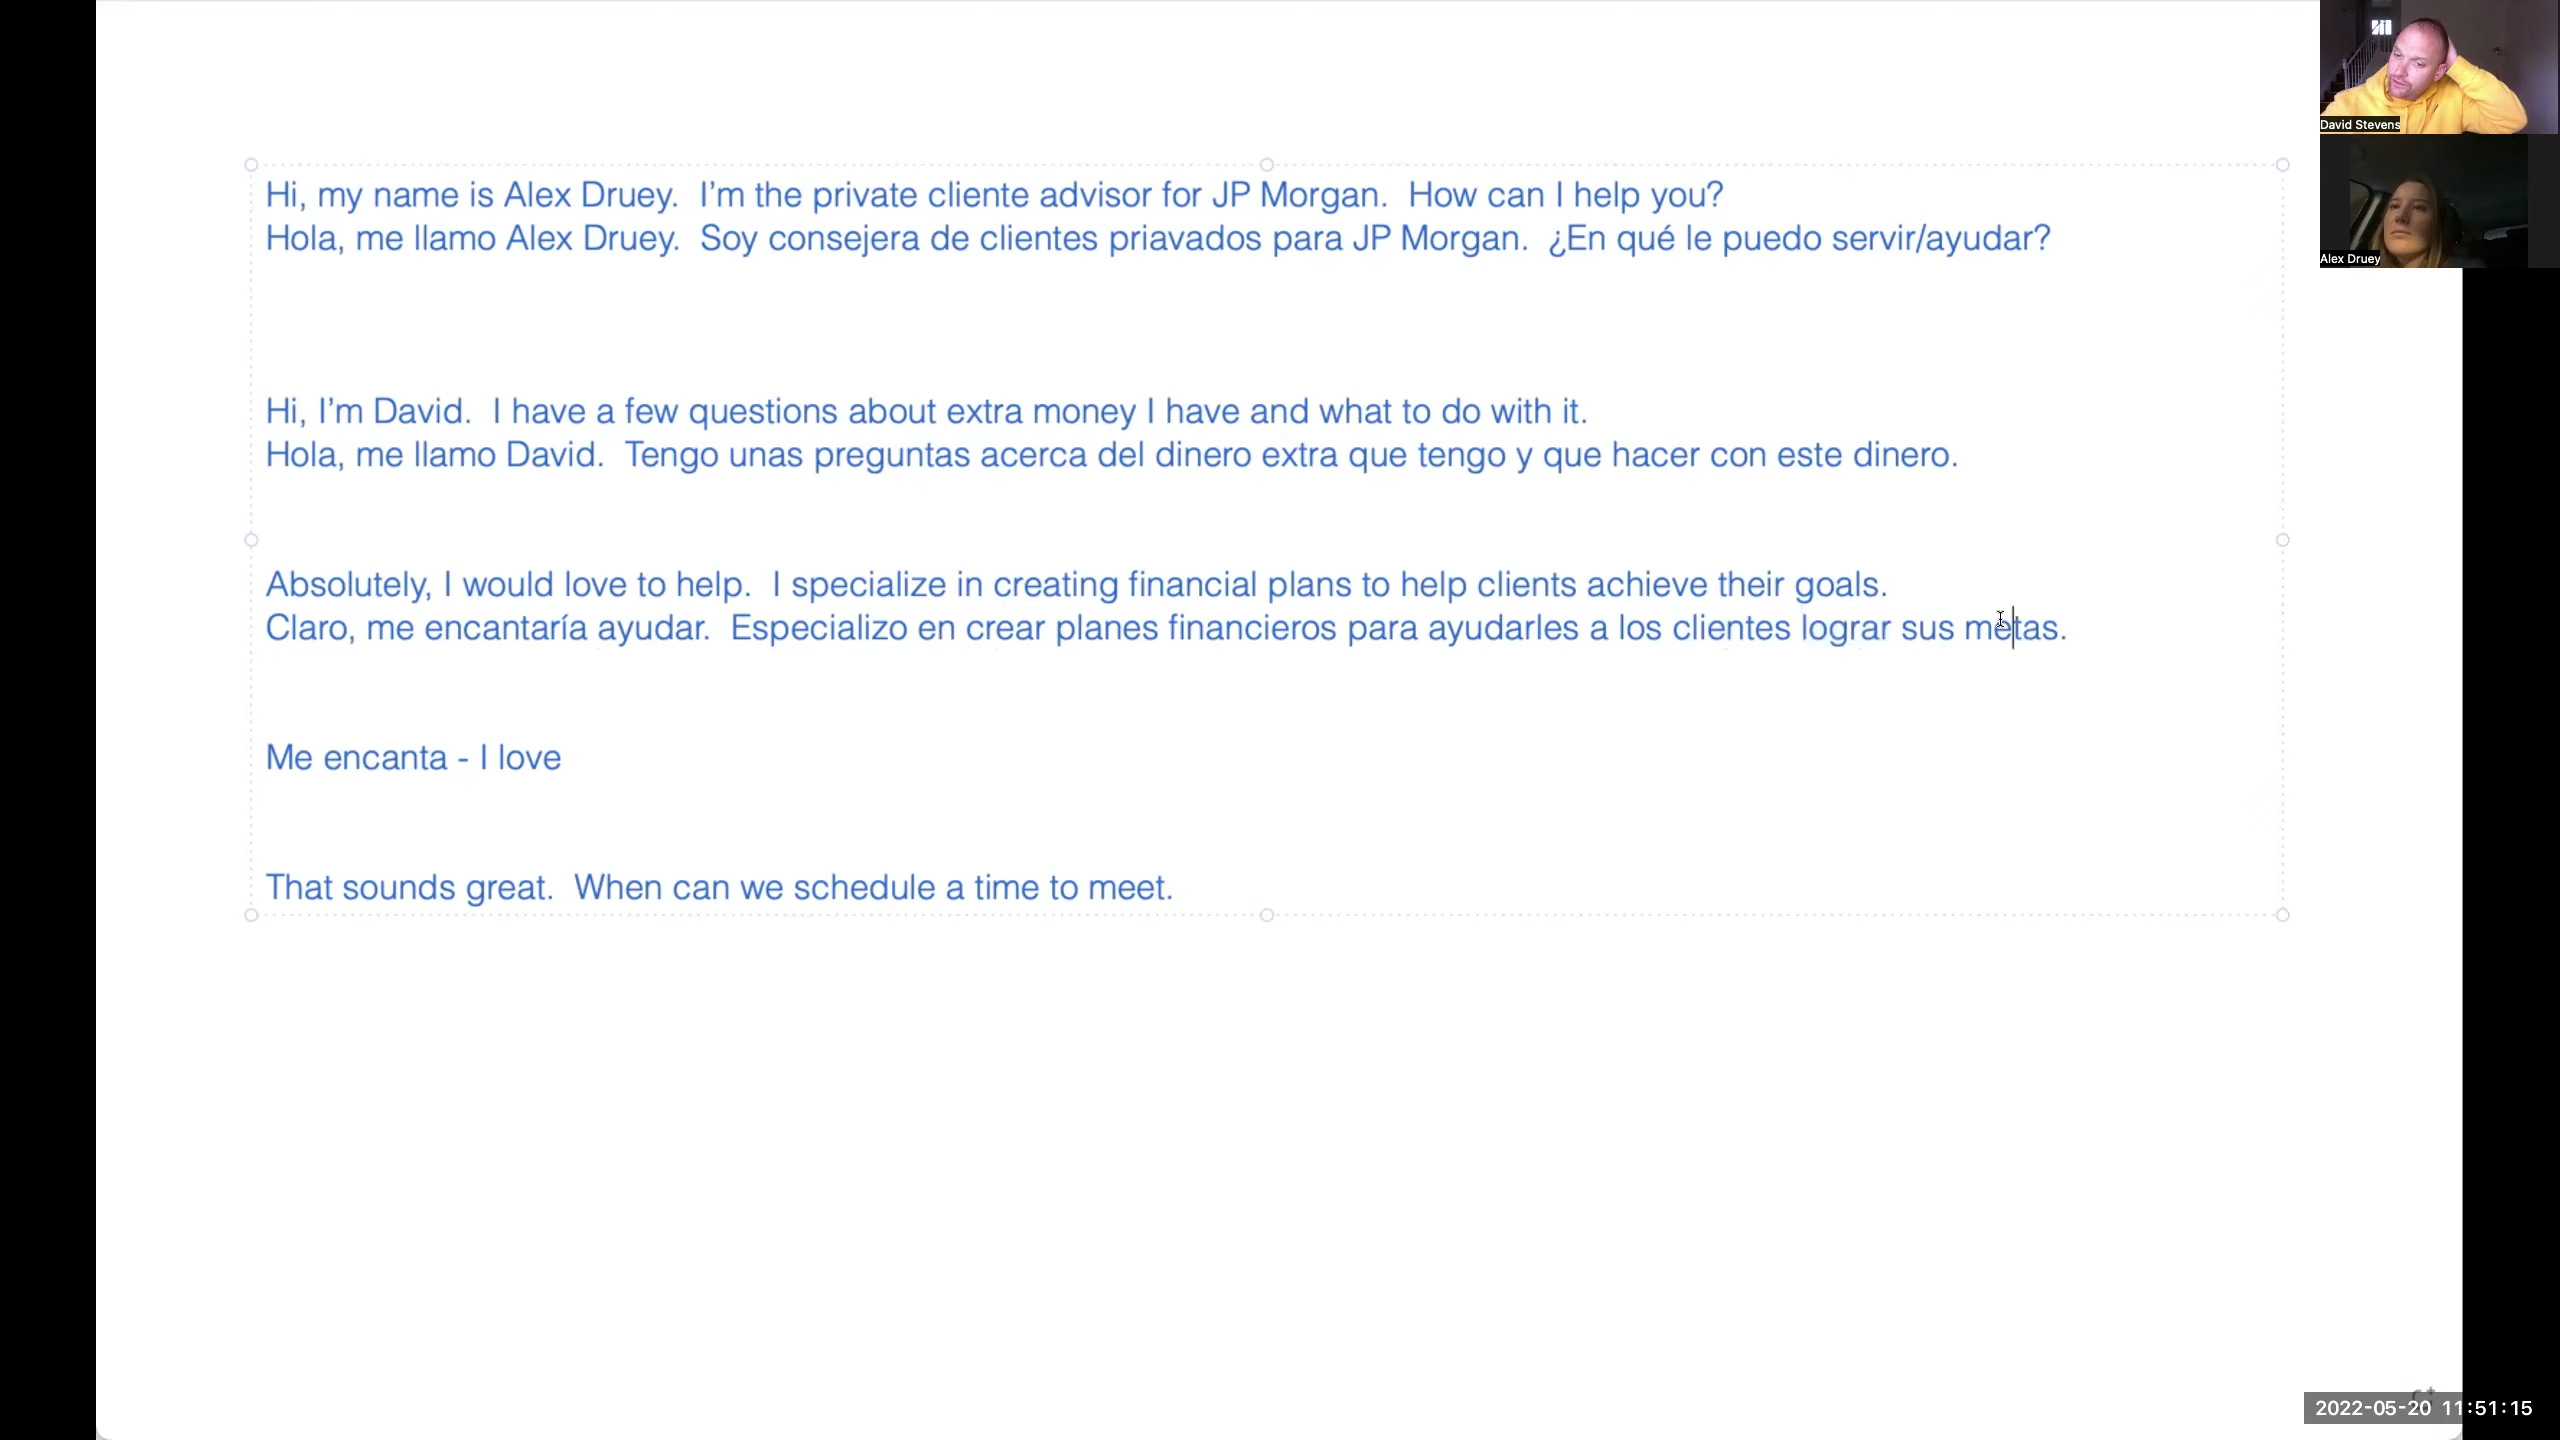 David Stevens
Alex Druey
Hi, my name is Alex Druey.  I’m the private cliente advisor for JP Morgan.  How can I help you?
Hola, me llamo Alex Druey.  Soy consejera de clientes priavados para JP Morgan.  ¿En qué le puedo servir/ayudar?
Hi, I’m David.  I have a few questions about extra money I have and what to do with it.
Hola, me llamo David.  Tengo unas preguntas acerca del dinero extra que tengo y que hacer con este dinero.
Absolutely, I would love to help.  I specialize in creating financial plans to help clients achieve their goals.
Claro, me encantaría ayudar.  Especializo en crear planes financieros para ayudarles a los clientes lograr sus metas.
Me encanta - I love
That sounds great.  When can we schedule a time to meet.
2022-05-20 11:51:15